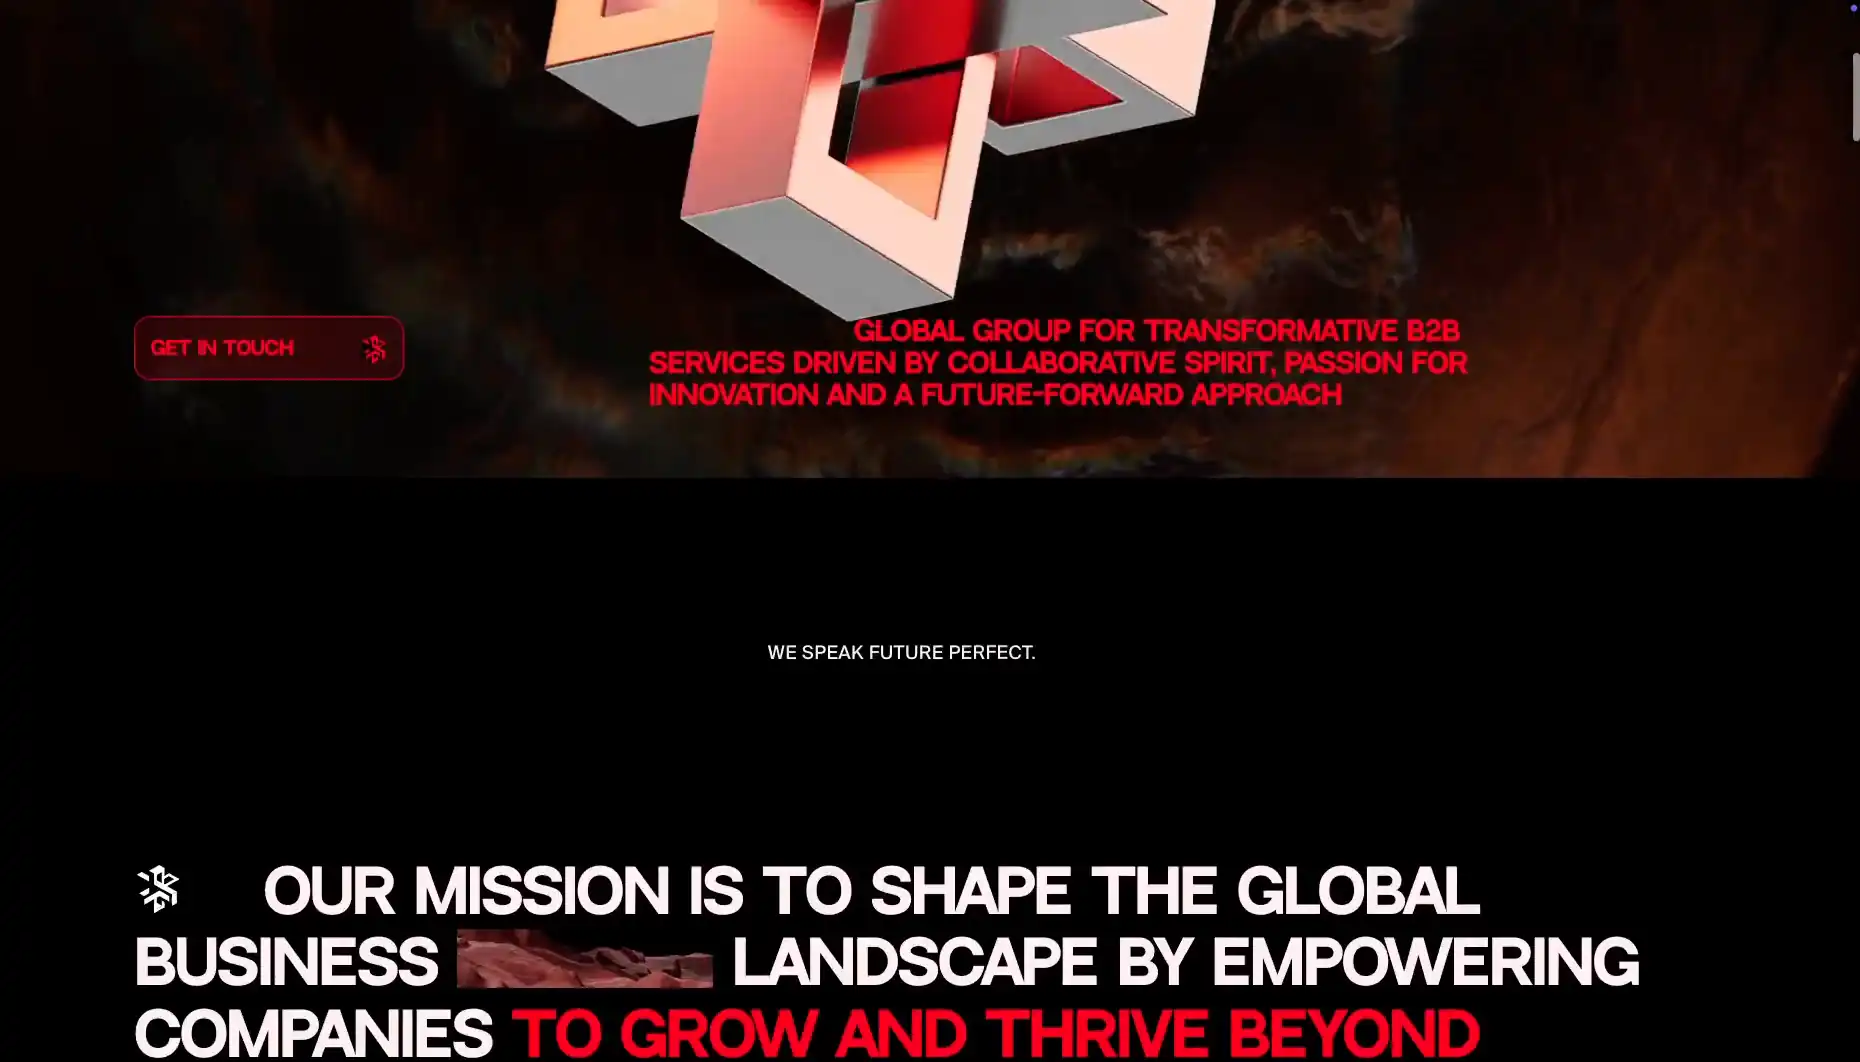 GET IN TOUCH
GLOBAL GROUP FOR TRANSFORMATIVE B2B
SERVICES DRIVEN BY COLLABORATIVE SPIRIT, PASSION FOR
INNOVATION AND A FUTURE-FORWARD APPROACH
WE SPEAK FUTURE PERFECT.
OUR MISSION IS TO SHAPE THE GLOBAL
BUSINESS LANDSCAPE BY EMPOWERING
COMPANIES TO GROW AND THRIVE BEYOND